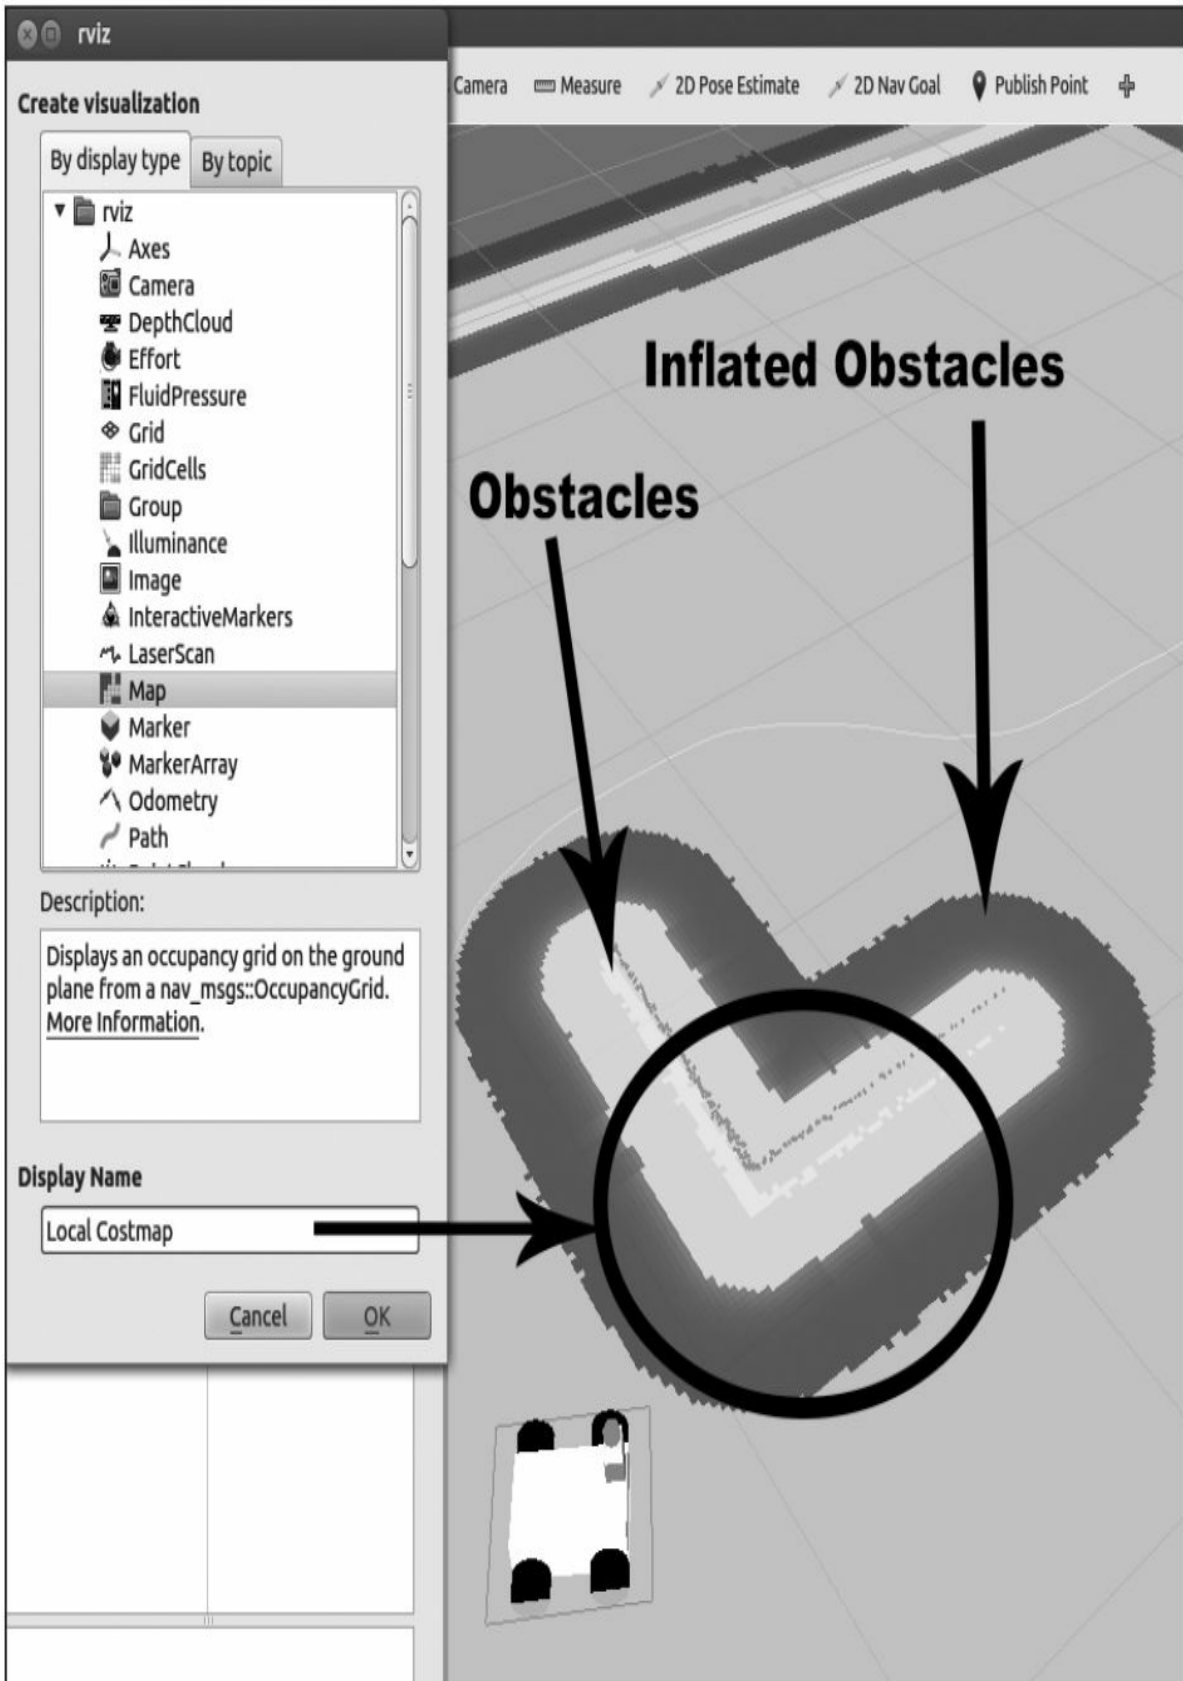 rviz
Camera
Measure
2D Pose Estimate
2D Nav Goal
Publish Point
Create visualization
By display type
By topic
rviz
Axes
Camera
DepthCloud
Effort
FluidPressure
Grid
GridCells
Group
Illuminance
Image
InteractiveMarkers
LaserScan
Map
Marker
MarkerArray
Odometry
Path
Inflated Obstacles
Obstacles
Description:
Displays an occupancy grid on the ground
plane from a nav_msgs::OccupancyGrid.
More Information.
Display Name
Local Costmap
Cancel
OK